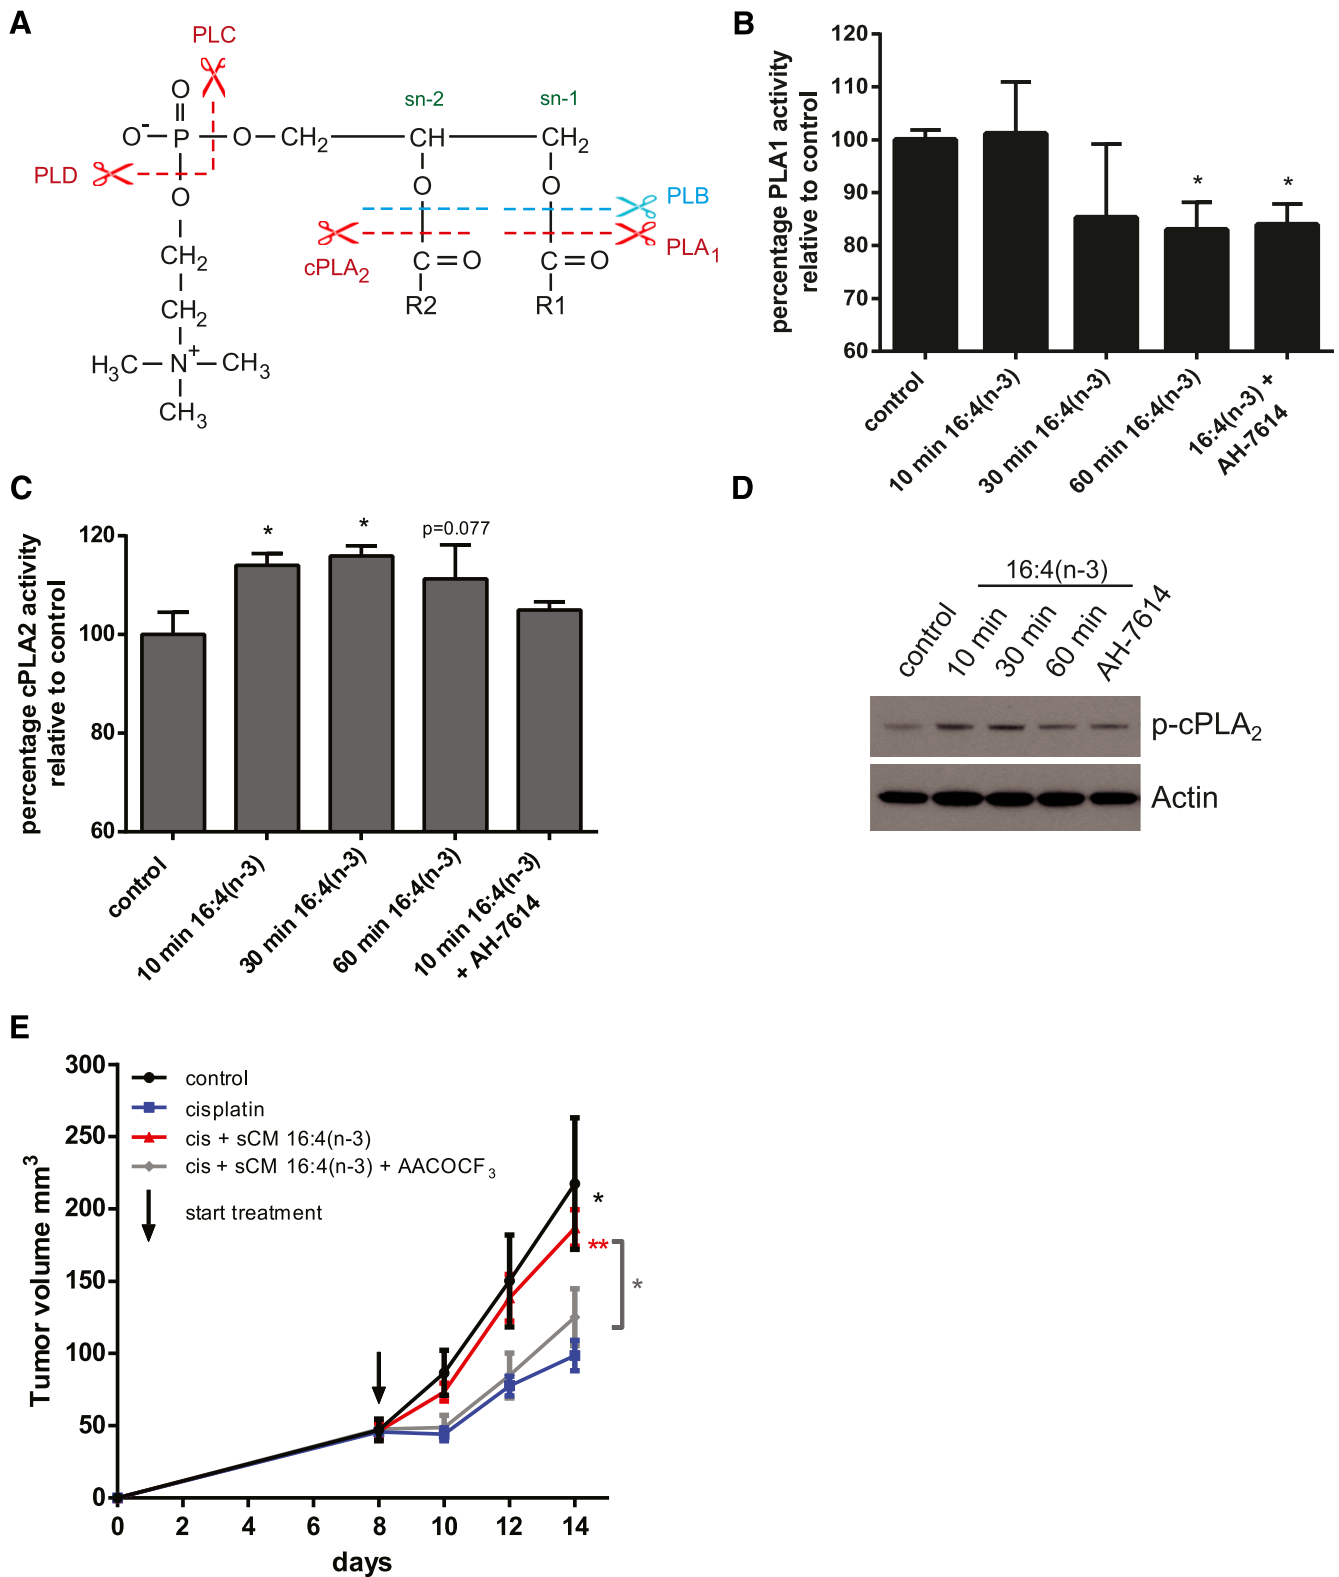 A
PLC
O
O⁻ P O CH₂ CH CH₂
sn-2 sn-1
PLD
O O O
PLB
cPLA₂
PLA₁
CH₂
C=O C=O
R2 R1
CH₂
H₃C N⁺ CH₃
CH₃
B
percentage PLA1 activity
relative to control
120
110
100
90
80
70
60
* *
control
10 min 16:4(n-3)
30 min 16:4(n-3)
60 min 16:4(n-3)
16:4(n-3) +
AH-7614
C
percentage cPLA2 activity
relative to control
120
100
80
60
* * p=0.077
control
10 min 16:4(n-3)
30 min 16:4(n-3)
60 min 16:4(n-3)
10 min 16:4(n-3)
+ AH-7614
D
16:4(n-3)
control
10 min
30 min
60 min
AH-7614
p-cPLA₂
Actin
E
Tumor volume mm³
300
250
200
150
100
50
0
control
cisplatin
cis + sCM 16:4(n-3)
cis + sCM 16:4(n-3) + AACOCF₃
start treatment
*
**
*
0 2 4 6 8 10 12 14
days